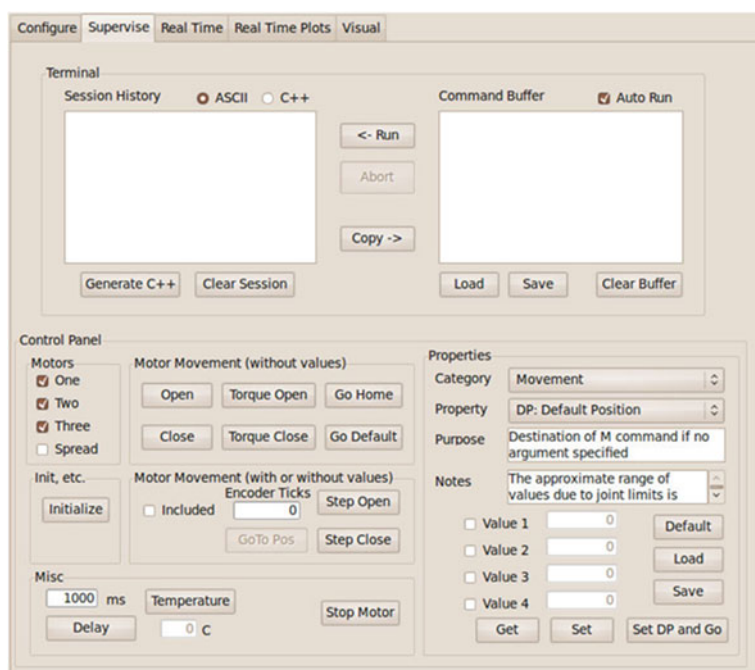 Configure Supervise Real Time Real Time Plots Visual
Terminal
Session History ASCII C++
Command Buffer Auto Run
<- Run
Abort
Copy ->
Generate C++ Clear Session
Load Save Clear Buffer
Control Panel
Motors
One
Two
Three
Spread
Motor Movement (without values)
Open Torque Open Go Home
Close Torque Close Go Default
Init, etc.
Initialize
Motor Movement (with or without values)
Encoder Ticks
Included 0 Step Open
GoTo Pos Step Close
Misc
1000 ms Temperature
Delay 0 C
Stop Motor
Properties
Category Movement
Property DP: Default Position
Purpose Destination of M command if no
argument specified
Notes The approximate range of
values due to joint limits is
Value 1 0
Value 2 0
Value 3 0
Value 4 0
Default
Load
Save
Get Set Set DP and Go